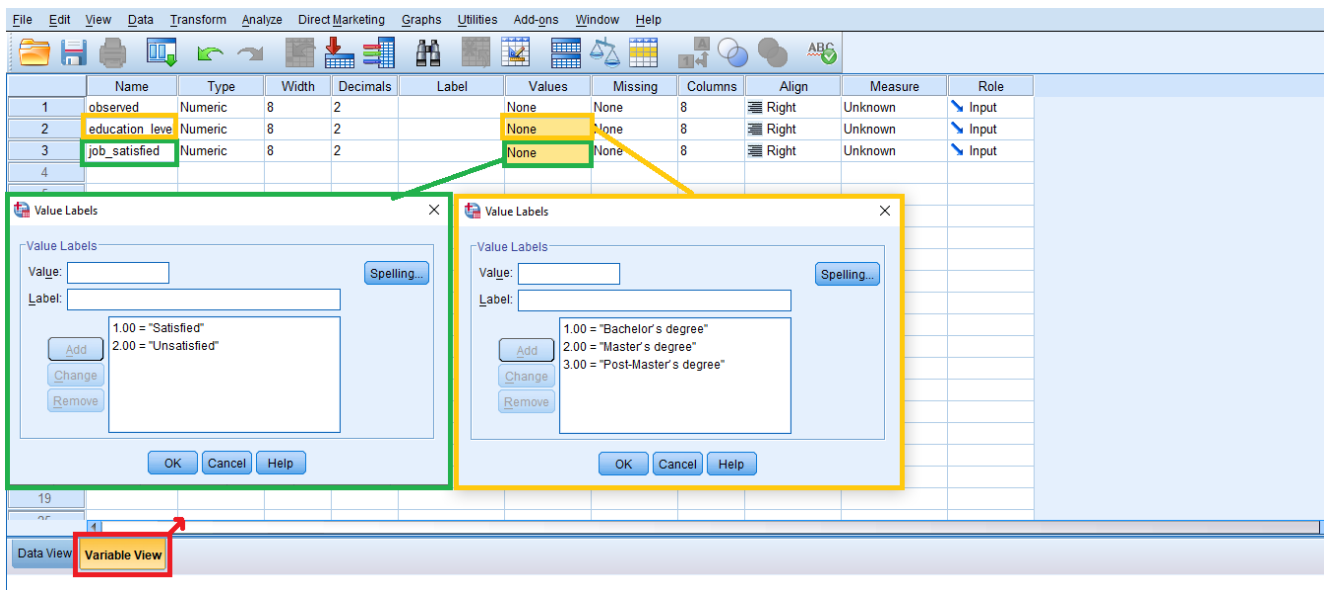 File Edit View Data Transform Analyze Direct Marketing Graphs Utilities Add-ons Window Help
Name Type Width Decimals Label Values Missing Columns Align Measure Role
1 observed Numeric 8 2 None None 8 Right Unknown Input
2 education_leve Numeric 8 2 None None 8 Right Unknown Input
3 job_satisfied Numeric 8 2 None None 8 Right Unknown Input
4
Value Labels
Value Labels
Value:
Spelling...
Label:
1.00 = "Satisfied"
2.00 = "Unsatisfied"
Add
Change
Remove
OK Cancel Help
Value Labels
Value Labels
Value:
Spelling...
Label:
1.00 = "Bachelor's degree"
2.00 = "Master's degree"
3.00 = "Post-Master's degree"
Add
Change
Remove
OK Cancel Help
19
Data View Variable View